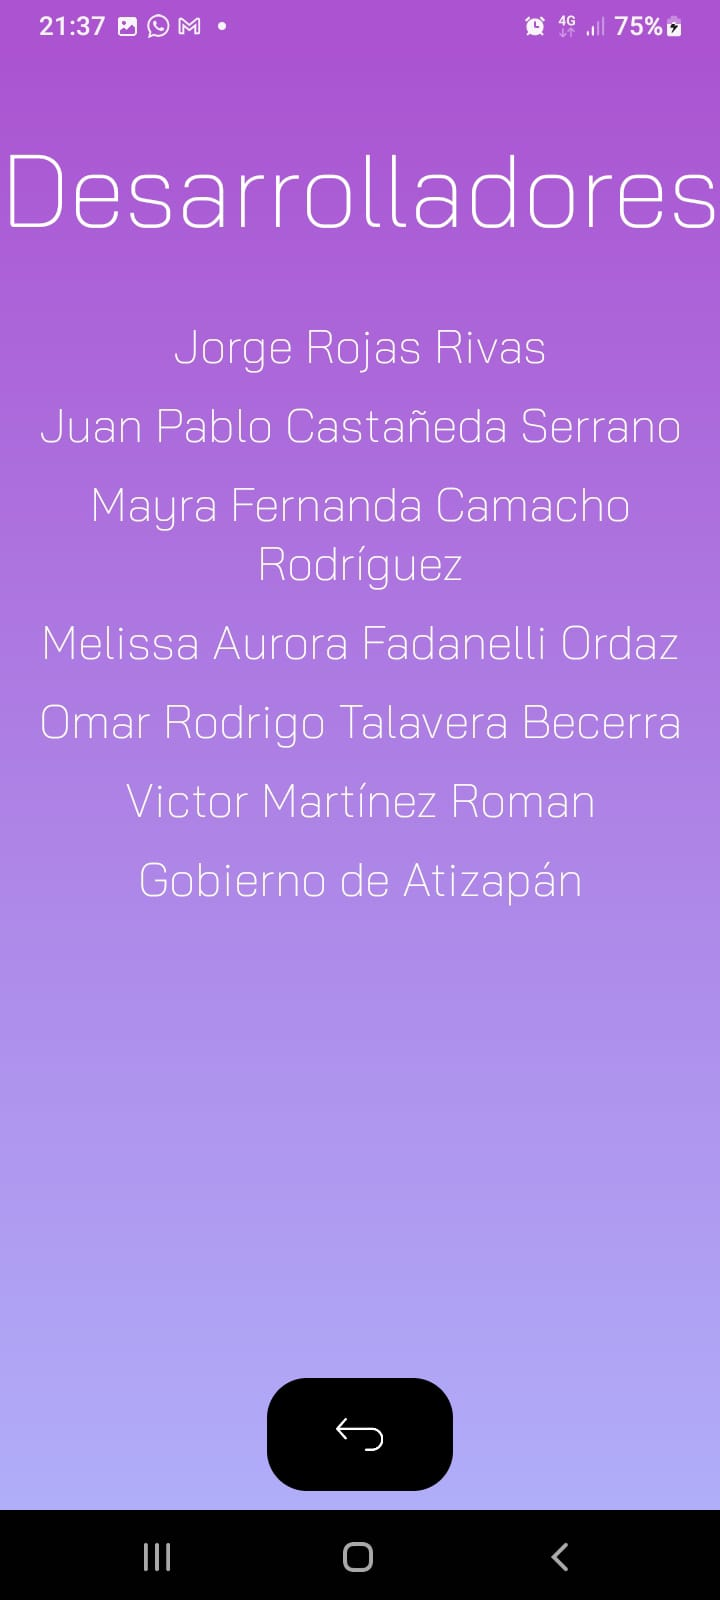 21:37
4G
75%
Desarrolladores
Jorge Rojas Rivas
Juan Pablo Castañeda Serrano
Mayra Fernanda Camacho
Rodríguez
Melissa Aurora Fadanelli Ordaz
Omar Rodrigo Talavera Becerra
Victor Martínez Roman
Gobierno de Atizapán